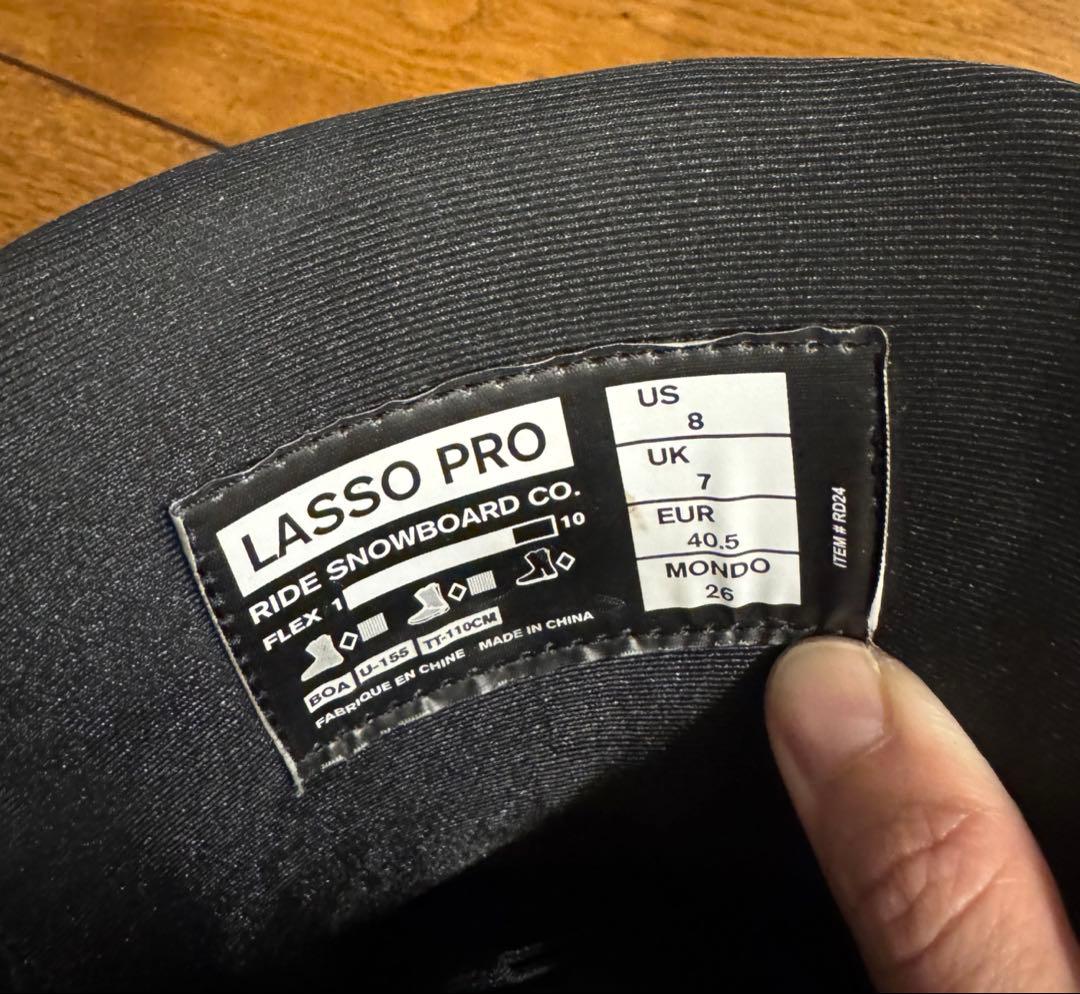 LASSO PRO
RIDE SNOWBOARD CO.
FLEX 1 10
BOA U-155 TT-110CM
FABRIQUE EN CHINE MADE IN CHINA
US
8
UK
7
EUR
40.5
MONDO
26
ITEM # RD24